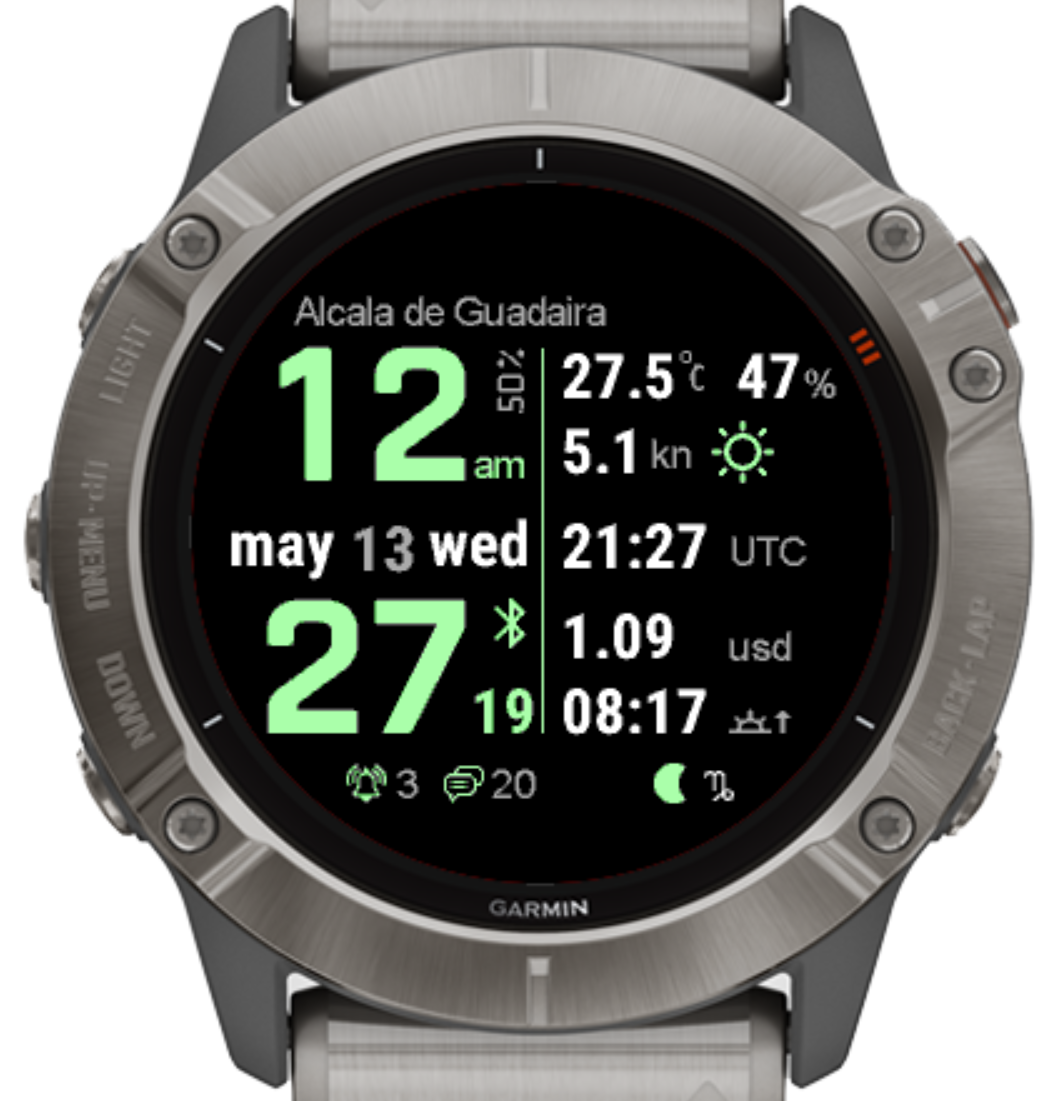 Alcala de Guadaira
12 am 50%
27.5°C 47%
5.1 kn
may 13 wed
21:27 UTC
27 19
1.09 usd
08:17
3 20
GARMIN
LIGHT
UP·MENU
DOWN
BACK·LAP